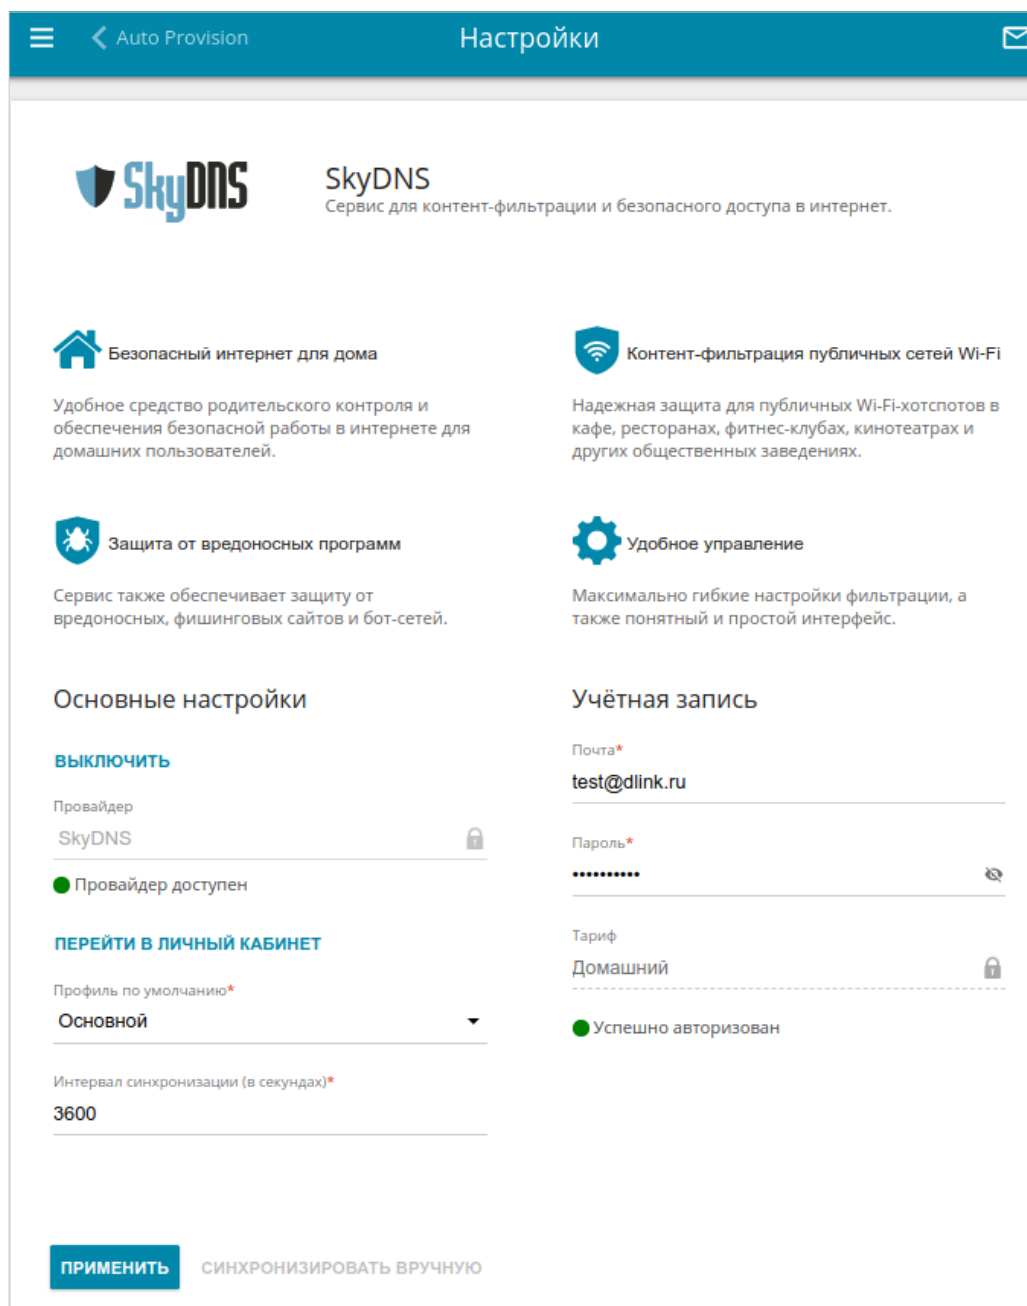 Auto Provision
Настройки
SkyDNS
SkyDNS
Сервис для контент-фильтрации и безопасного доступа в интернет.
Безопасный интернет для дома
Удобное средство родительского контроля и
обеспечения безопасной работы в интернете для
домашних пользователей.
Контент-фильтрация публичных сетей Wi-Fi
Надежная защита для публичных Wi-Fi-хотспотов в
кафе, ресторанах, фитнес-клубах, кинотеатрах и
других общественных заведениях.
Защита от вредоносных программ
Сервис также обеспечивает защиту от
вредоносных, фишинговых сайтов и бот-сетей.
Удобное управление
Максимально гибкие настройки фильтрации, а
также понятный и простой интерфейс.
Основные настройки
ВЫКЛЮЧИТЬ
Провайдер
SkyDNS
Провайдер доступен
ПЕРЕЙТИ В ЛИЧНЫЙ КАБИНЕТ
Профиль по умолчанию*
Основной
Интервал синхронизации (в секундах)*
3600
Учётная запись
Почта*
test@dlink.ru
Пароль*
••••••••••
Тариф
Домашний
Успешно авторизован
ПРИМЕНИТЬ
СИНХРОНИЗИРОВАТЬ ВРУЧНУЮ